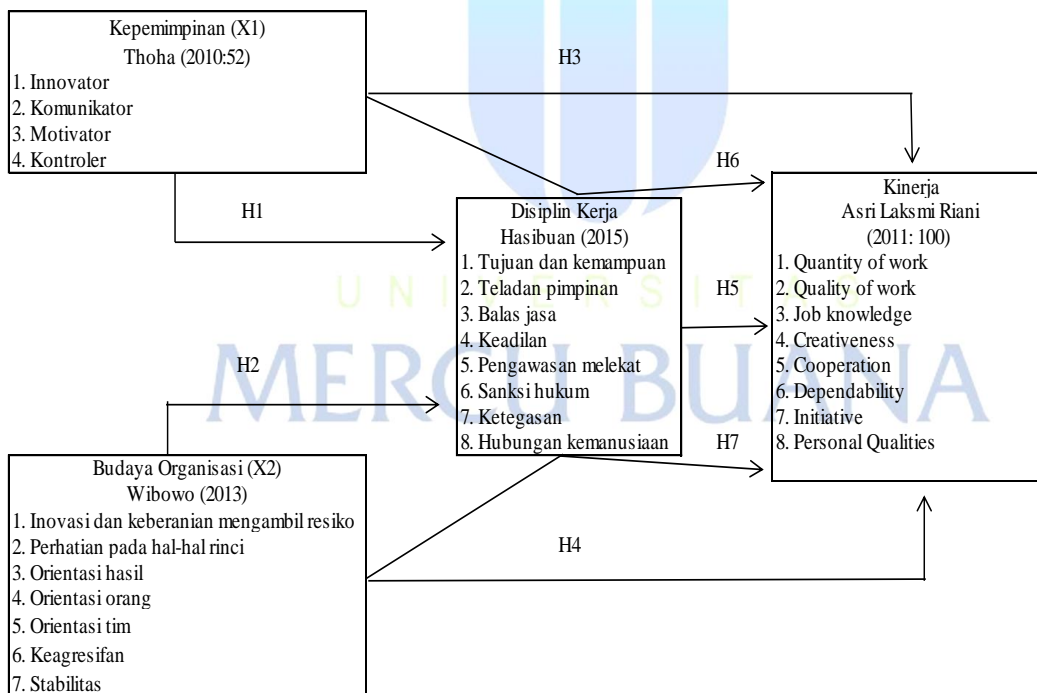 Kepemimpinan (X1)
Thoha (2010:52)
1. Innovator
2. Komunikator
3. Motivator
4. Kontroler
H3
H6
H1
Disiplin Kerja
Hasibuan (2015)
1. Tujuan dan kemampuan
2. Teladan pimpinan
3. Balas jasa
4. Keadilan
5. Pengawasan melekat
6. Sanksi hukum
7. Ketegasan
8. Hubungan kemanusiaan
Kinerja
Asri Laksmi Riani
(2011: 100)
1. Quantity of work
2. Quality of work
3. Job knowledge
4. Creativeness
5. Cooperation
6. Dependability
7. Initiative
8. Personal Qualities
H5
UNIVERSITAS
MERCU BUANA
H2
H7
Budaya Organisasi (X2)
Wibowo (2013)
1. Inovasi dan keberanian mengambil resiko
2. Perhatian pada hal-hal rinci
3. Orientasi hasil
4. Orientasi orang
5. Orientasi tim
6. Keagresifan
7. Stabilitas
H4